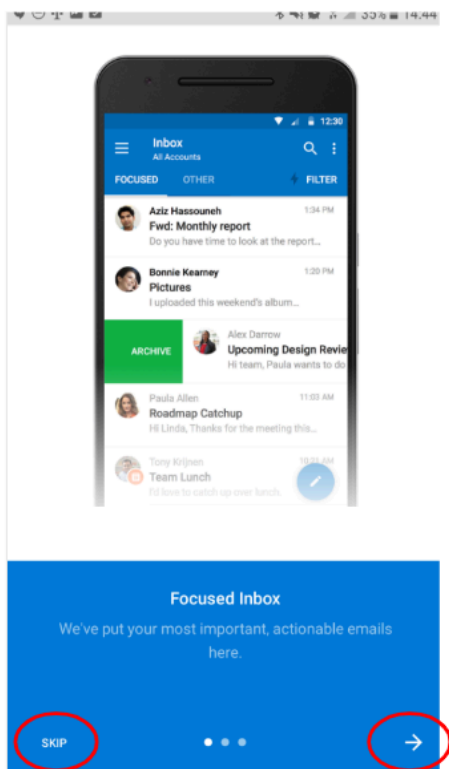 35% 14:44
12:30
Inbox
All Accounts
FOCUSED OTHER FILTER
Aziz Hassouneh 1:34 PM
Fwd: Monthly report
Do you have time to look at the report...
Bonnie Kearney 1:20 PM
Pictures
I uploaded this weekend's album...
ARCHIVE
Alex Darrow
Upcoming Design Revie
Hi team, Paula wants to do
Paula Allen 11:03 AM
Roadmap Catchup
Hi Linda, Thanks for the meeting this...
Tony Krijnen
Team Lunch
I'd love to catch up over lunch.
Focused Inbox
We've put your most important, actionable emails
here.
SKIP